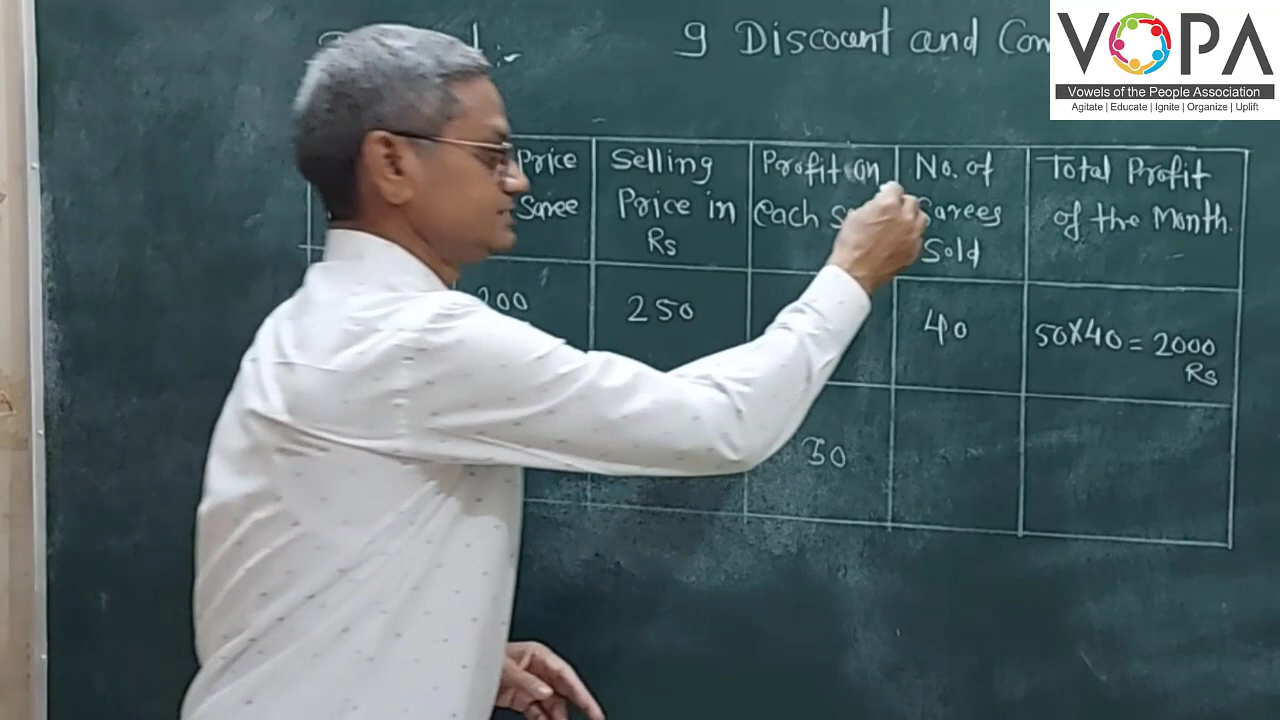 9 Discount and Com
VOPA
Vowels of the People Association
Agitate | Educate | Ignite | Organize | Uplift
Price
Saree
Selling
Price in
Rs
Profit on
each
No. of
Sarees
Sold
Total Profit
of the Month.
200
250
40
50X40 = 2000
Rs